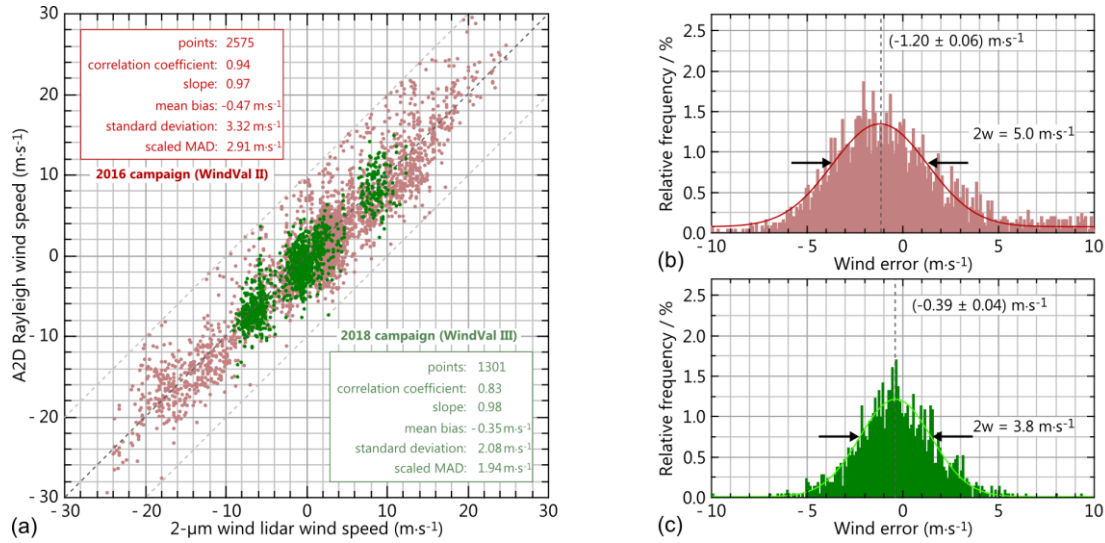 30
20
10
0
- 10
- 20
- 30
A2D Rayleigh wind speed (m·s-1)
points: 2575
correlation coefficient: 0.94
slope: 0.97
mean bias: -0.47 m·s-1
standard deviation: 3.32 m·s-1
scaled MAD: 2.91 m·s-1
2016 campaign (WindVal II)
2018 campaign (WindVal III)
points: 1301
correlation coefficient: 0.83
slope: 0.98
mean bias: -0.35 m·s-1
standard deviation: 2.08 m·s-1
scaled MAD: 1.94 m·s-1
- 30 - 20 - 10 0 10 20 30
2-µm wind lidar wind speed (m·s-1)
(a)
Relative frequency / %
2.5
2.0
1.5
1.0
0.5
0.0
(-1.20 ± 0.06) m·s-1
2w = 5.0 m·s-1
- 10 -5 0 5 10
Wind error (m·s-1)
(b)
Relative frequency / %
2.5
2.0
1.5
1.0
0.5
0.0
(-0.39 ± 0.04) m·s-1
2w = 3.8 m·s-1
- 10 -5 0 5 10
Wind error (m·s-1)
(c)